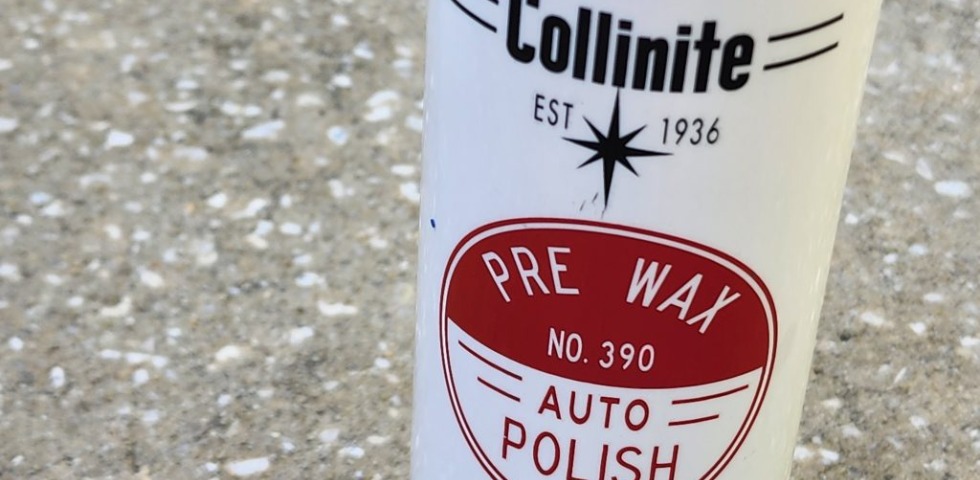 Collinite
EST 1936
PRE WAX
NO. 390
AUTO
POLISH